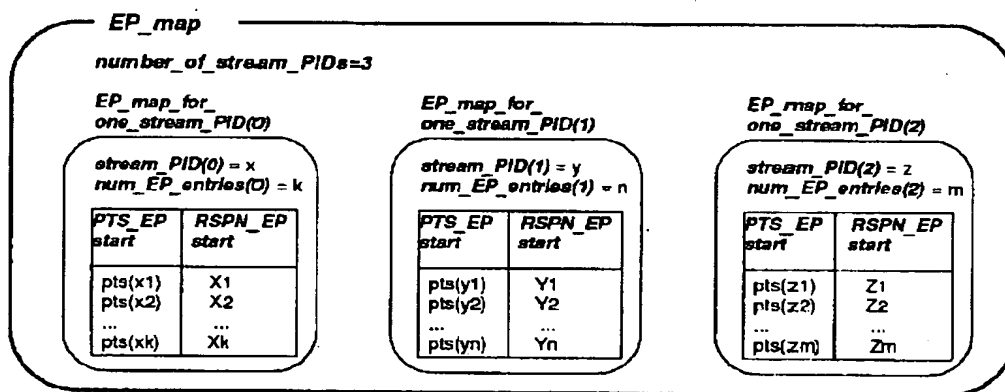 EP_map
number_of_stream_PIDs=3
EP_map_for_
one_stream_PID(0)
stream_PID(0) = x
num_EP_entries(0) = k
PTS_EP start RSPN_EP start
pts(x1) X1
pts(x2) X2
... ...
pts(xk) Xk
EP_map_for_
one_stream_PID(1)
stream_PID(1) = y
num_EP_entries(1) = n
PTS_EP start RSPN_EP start
pts(y1) Y1
pts(y2) Y2
... ...
pts(yn) Yn
EP_map_for_
one_stream_PID(2)
stream_PID(2) = z
num_EP_entries(2) = m
PTS_EP start RSPN_EP start
pts(z1) Z1
pts(z2) Z2
... ...
pts(zm) Zm